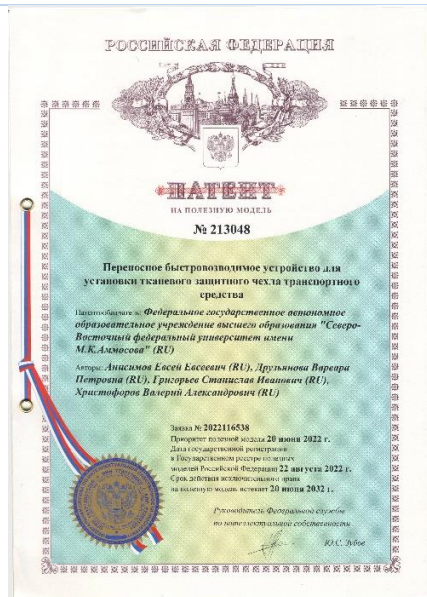 РОССИЙСКАЯ ФЕДЕРАЦИЯ
ПАТЕНТ
НА ПОЛЕЗНУЮ МОДЕЛЬ
№ 213048
Переносное быстровозводимое устройство для
установки тканевого защитного чехла транспортного
средства
Патентообладатель: Федеральное государственное автономное
образовательное учреждение высшего образования "Северо-
Восточный федеральный университет имени
М.К.Аммосова" (RU)
Авторы: Анисимов Евсей Евсеевич (RU), Друзьянова Варвара
Петровна (RU), Григорьев Станислав Иванович (RU),
Христофоров Валерий Александрович (RU)
Заявка № 2022116538
Приоритет полезной модели 20 июня 2022 г.
Дата государственной регистрации
в Государственном реестре полезных
моделей Российской Федерации 22 августа 2022 г.
Срок действия исключительного права
на полезную модель истекает 20 июня 2032 г.
Руководитель Федеральной службы
по интеллектуальной собственности
Ю.С. Зубов